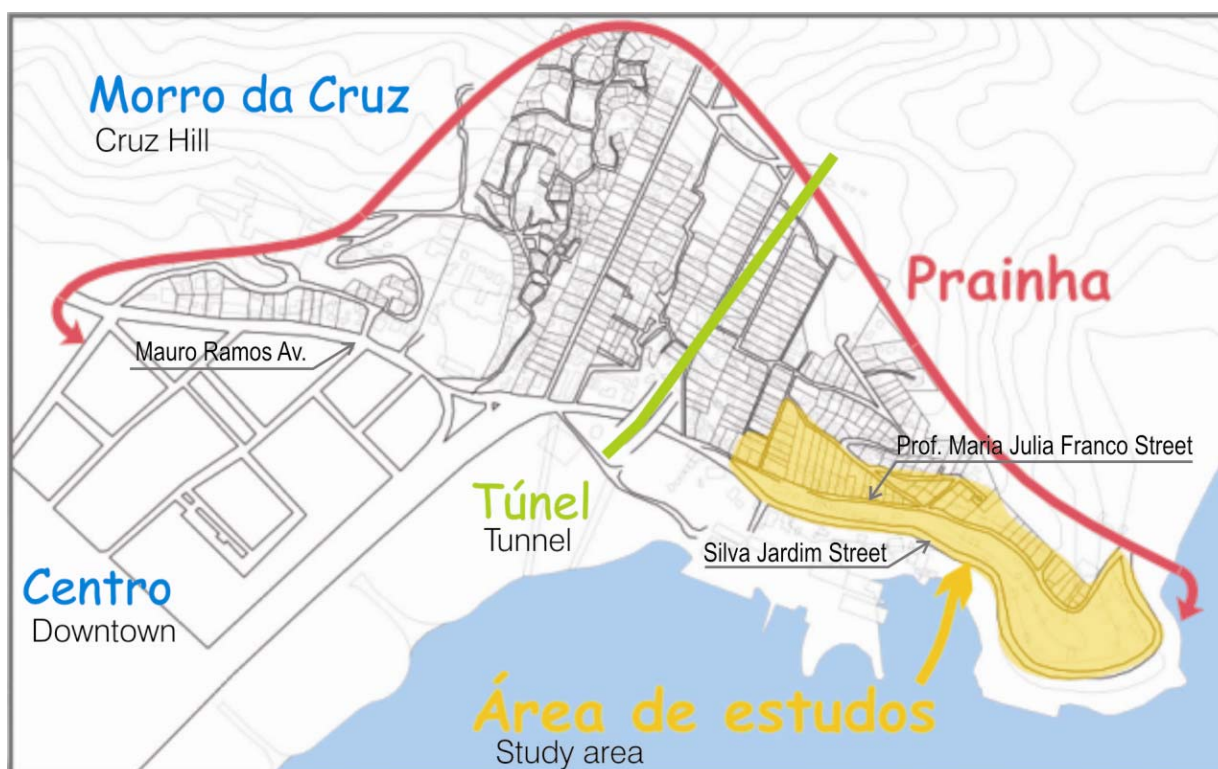 Morro da Cruz
Cruz Hill
Prainha
Mauro Ramos Av.
Prof. Maria Julia Franco Street
Túnel
Tunnel
Silva Jardim Street
Centro
Downtown
Área de estudos
Study area